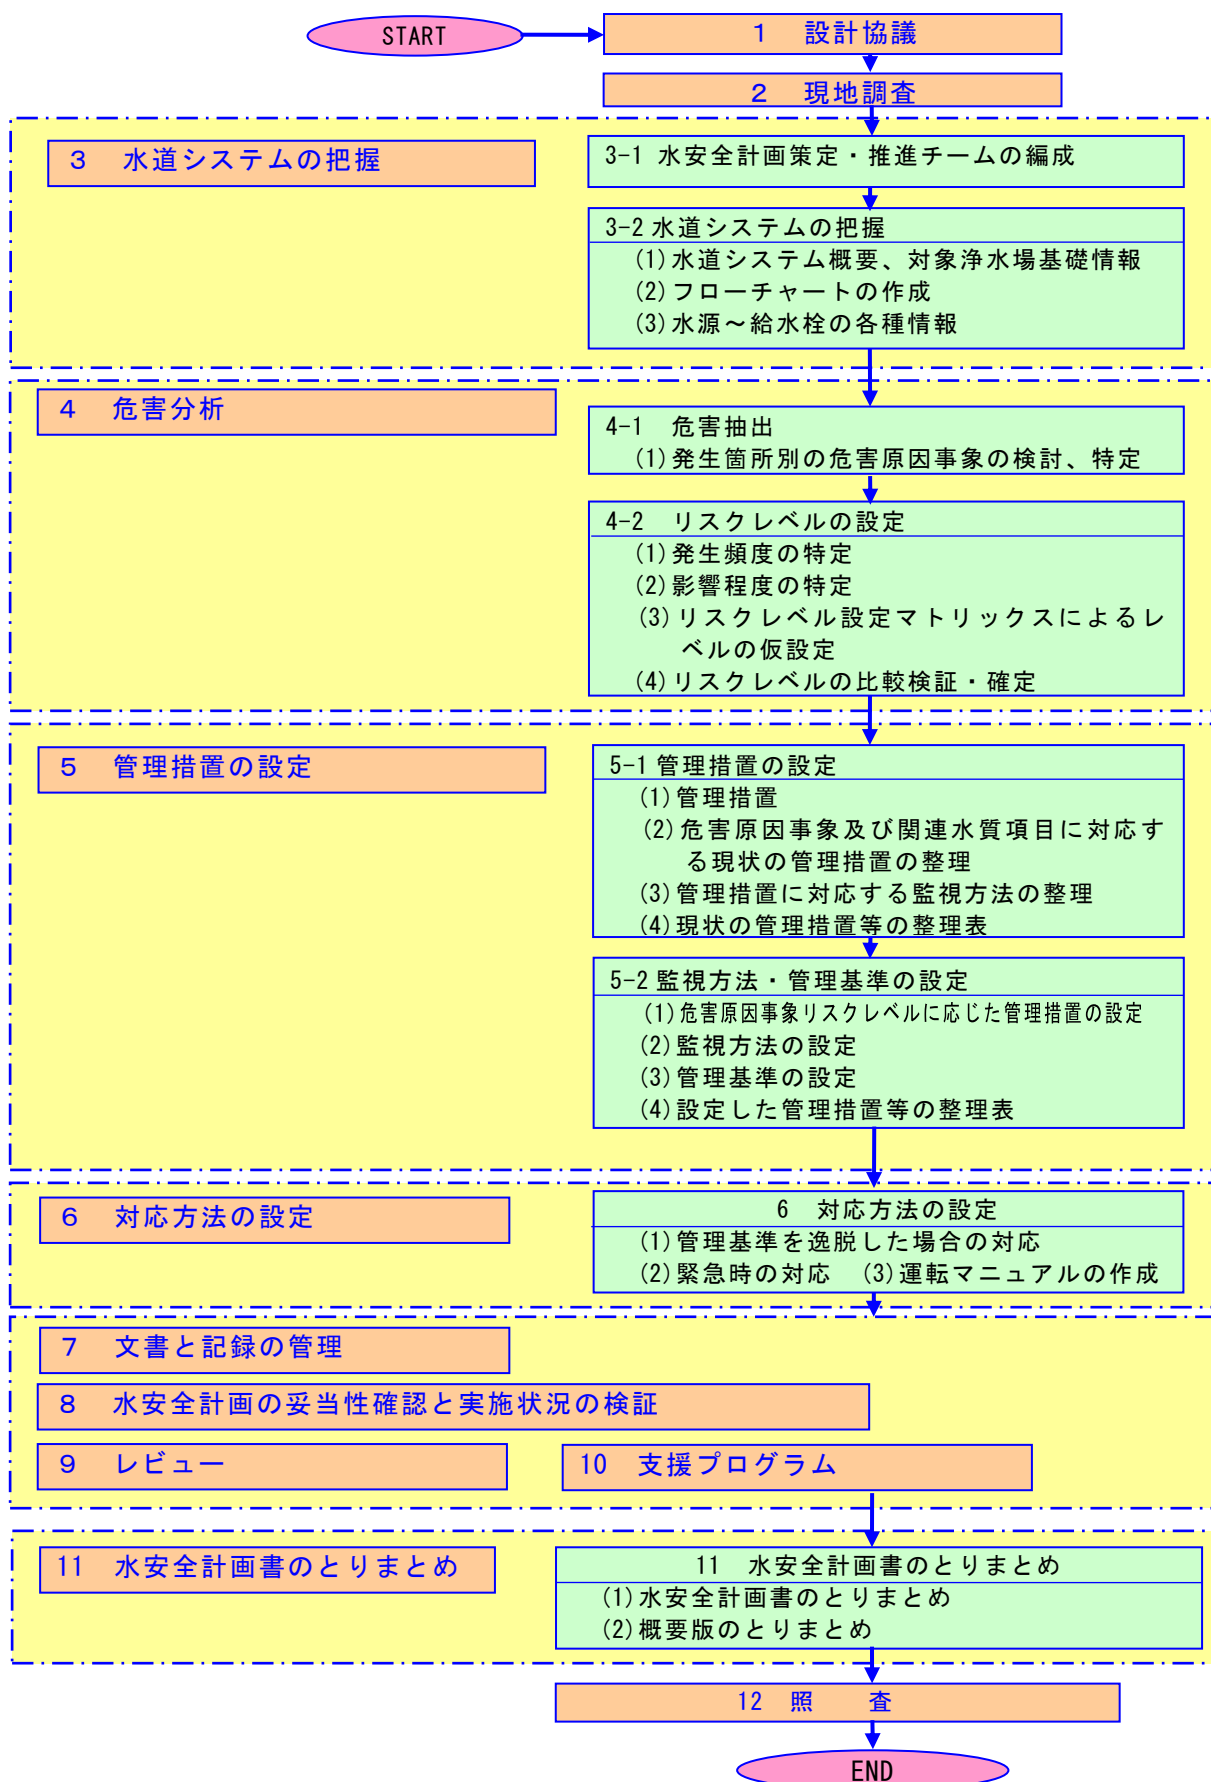 START
1 設計協議
2 現地調査
3 水道システムの把握
3-1 水安全計画策定・推進チームの編成
3-2 水道システムの把握
(1)水道システム概要、対象浄水場基礎情報
(2)フローチャートの作成
(3)水源～給水栓の各種情報
4 危害分析
4-1 危害抽出
(1)発生箇所別の危害原因事象の検討、特定
4-2 リスクレベルの設定
(1)発生頻度の特定
(2)影響程度の特定
(3)リスクレベル設定マトリックスによるレ
ベルの仮設定
(4)リスクレベルの比較検証・確定
5 管理措置の設定
5-1 管理措置の設定
(1)管理措置
(2)危害原因事象及び関連水質項目に対応す
る現状の管理措置の整理
(3)管理措置に対応する監視方法の整理
(4)現状の管理措置等の整理表
5-2 監視方法・管理基準の設定
(1)危害原因事象リスクレベルに応じた管理措置の設定
(2)監視方法の設定
(3)管理基準の設定
(4)設定した管理措置等の整理表
6 対応方法の設定
6 対応方法の設定
(1)管理基準を逸脱した場合の対応
(2)緊急時の対応 (3)運転マニュアルの作成
7 文書と記録の管理
8 水安全計画の妥当性確認と実施状況の検証
9 レビュー
10 支援プログラム
11 水安全計画書のとりまとめ
11 水安全計画書のとりまとめ
(1)水安全計画書のとりまとめ
(2)概要版のとりまとめ
12 照 査
END